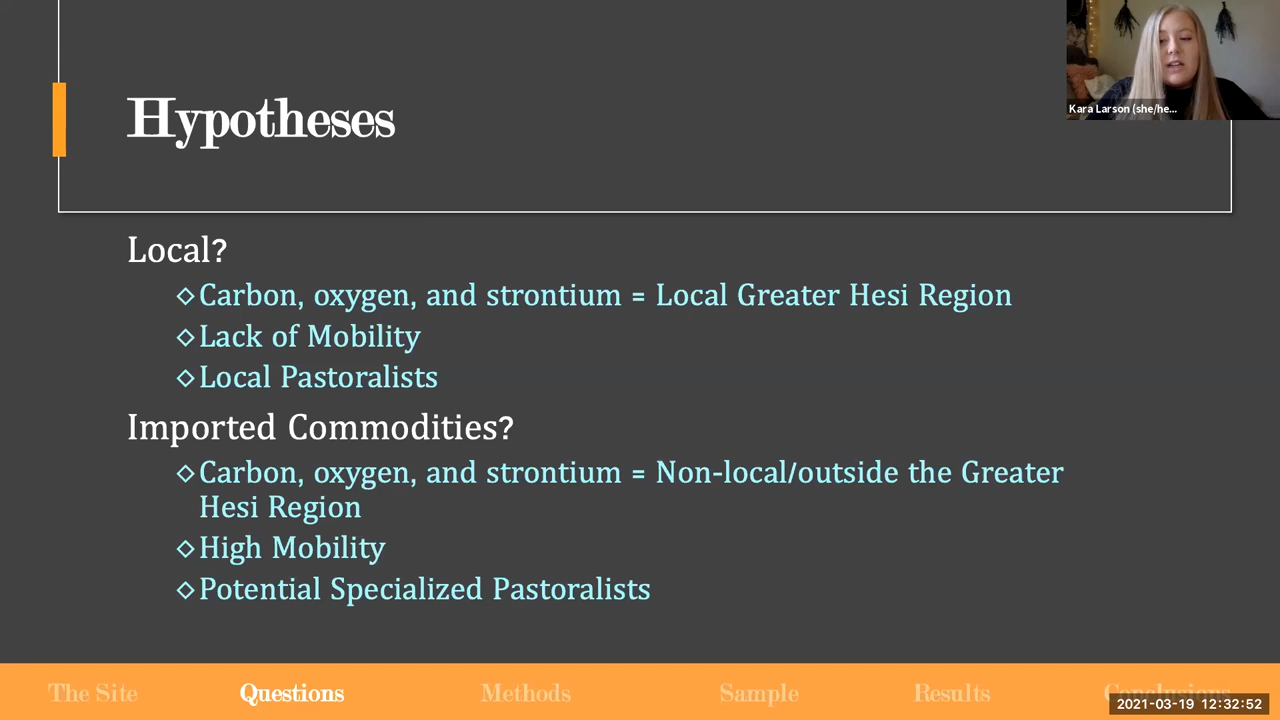 Hypotheses
Kara Larson (she/he...
Local?
◇Carbon, oxygen, and strontium = Local Greater Hesi Region
◇Lack of Mobility
◇Local Pastoralists
Imported Commodities?
◇Carbon, oxygen, and strontium = Non-local/outside the Greater
Hesi Region
◇High Mobility
◇Potential Specialized Pastoralists
The Site Questions Methods Sample Results Conclusions
2021-03-19 12:32:52